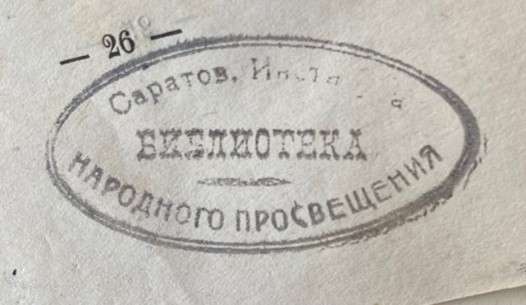 — 26 —
Саратов,
БИБЛИОТЕКА
НАРОДНОГО ПРОСВЕЩЕНИЯ